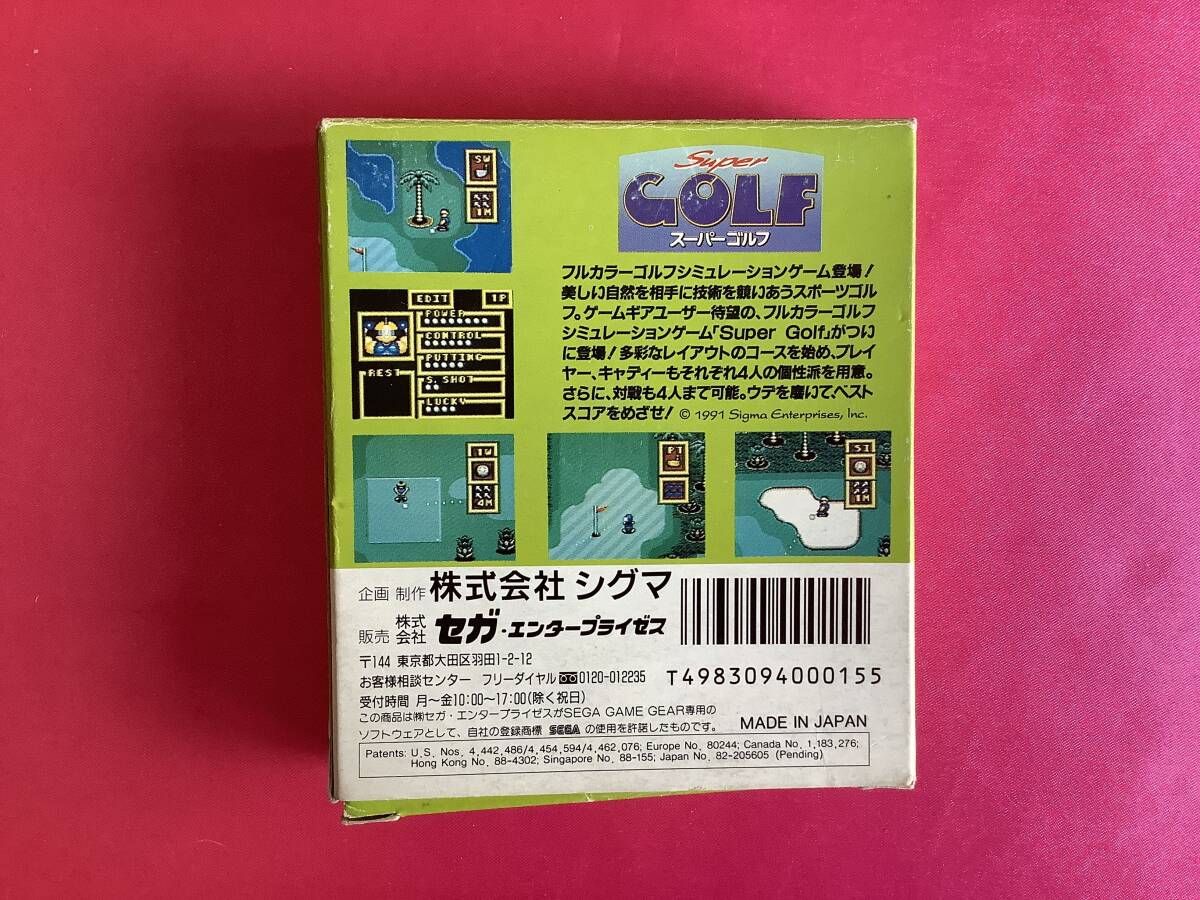 Super
GOLF
スーパーゴルフ
フルカラーゴルフシミュレーションゲーム登場!
美しい自然を相手に技術を競いあうスポーツゴル
フ。ゲームギアユーザー待望の、フルカラーゴルフ
シミュレーションゲーム「Super Golf」がつい
に登場!多彩なレイアウトのコースを始め、プレイ
ヤー、キャディーもそれぞれ4人の個性派を用意。
さらに、対戦も4人まで可能。ウデを磨いて、ベスト
スコアをめざせ! © 1991 Sigma Enterprises, Inc.
SW
1M
EDIT 1P
POWER
CONTROL
PUTTING
REST
S. SHOT
LUCKY
1W
4M
PT
SI
1M
企画 制作 株式会社 シグマ
販売 株式会社 セガ・エンタープライゼス
〒144 東京都大田区羽田1-2-12
お客様相談センター フリーダイヤル 0120-012235
受付時間 月〜金10:00〜17:00(除く祝日)
この商品は㈱セガ・エンタープライゼスがSEGA GAME GEAR専用の
ソフトウェアとして、自社の登録商標 SEGA の使用を許諾したものです。
T4983094000155
MADE IN JAPAN
Patents: U.S. Nos. 4,442,486/4,454,594/4,462,076; Europe No. 80244; Canada No. 1,183,276;
Hong Kong No. 88-4302; Singapore No. 88-155; Japan No. 82-205605 (Pending)